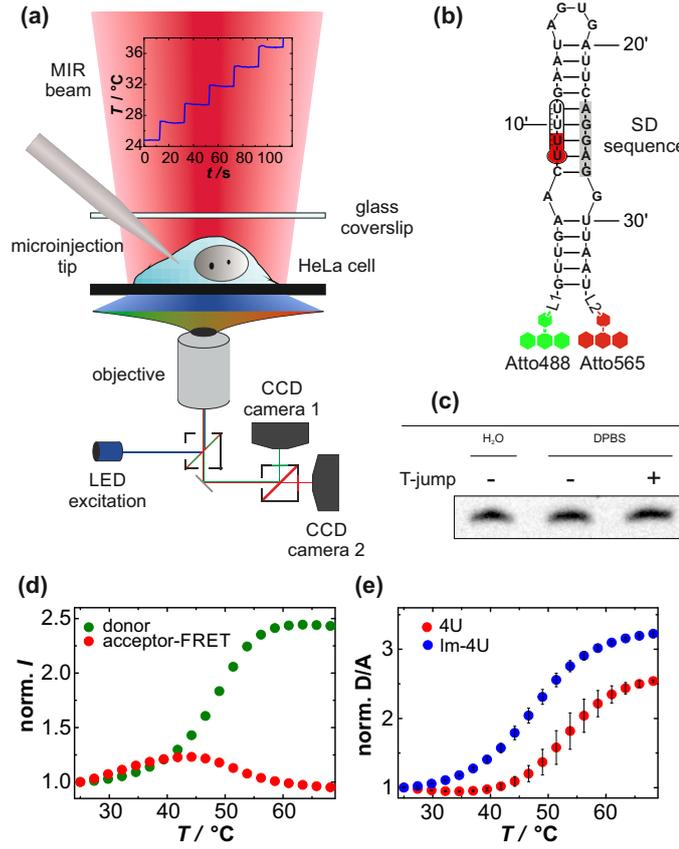 (a)
MIR
beam
T / °C
36
32
28
24
0 20 40 60 80 100
t /s
glass
coverslip
microinjection
tip
HeLa cell
objective
CCD
camera 1
LED
excitation
CCD
camera 2
(b)
G U
A G
U A
A U
A U
G C
U A
10'
U G
U G
U A
U G
C
A G
A U
G U
U A
U A
G U
20'
SD
sequence
30'
L1 L2
Atto488 Atto565
(c)
H2O DPBS
T-jump - - +
(d)
norm. I
2.5
2.0
1.5
1.0
donor
acceptor-FRET
30 40 50 60
T / °C
(e)
norm. D/A
3
2
1
4U
lm-4U
30 40 50 60
T / °C